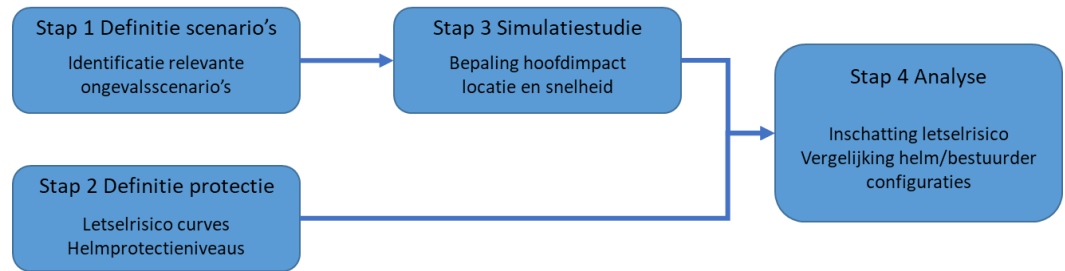 Stap 1 Definitie scenario's
Identificatie relevante
ongevalsscenario's
Stap 3 Simulatiestudie
Bepaling hoofdimpact
locatie en snelheid
Stap 4 Analyse
Inschatting letselrisico
Vergelijking helm/bestuurder
configuraties
Stap 2 Definitie protectie
Letselrisico curves
Helmprotectieniveaus